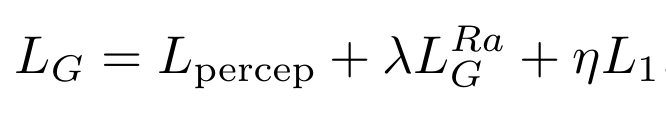 L_G = L_percep + λL_G^{Ra} + ηL_1.